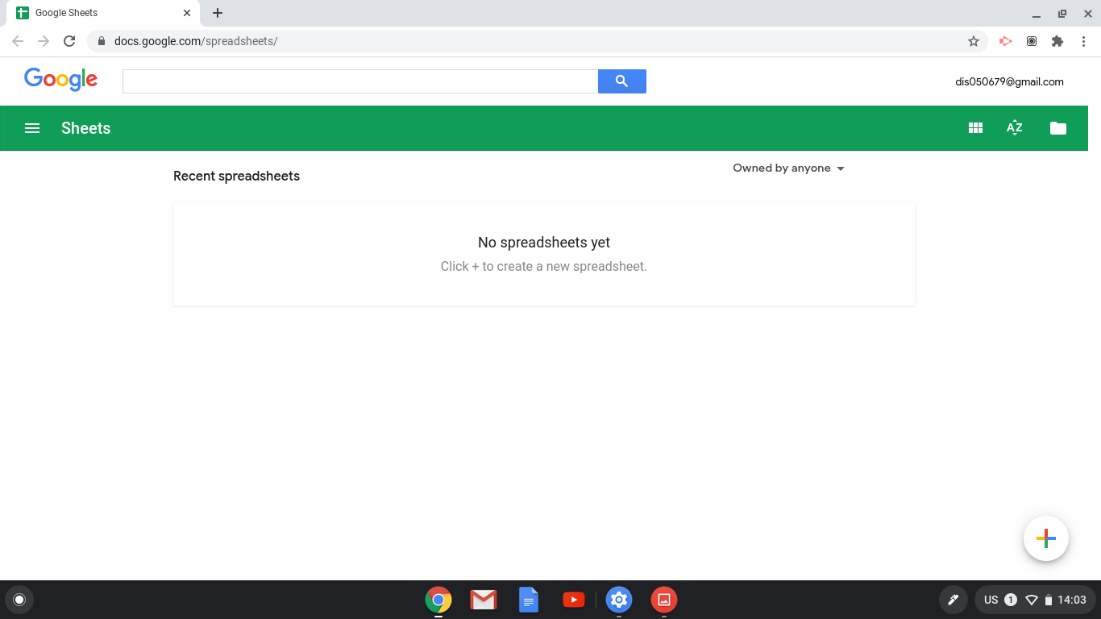 Google Sheets
docs.google.com/spreadsheets/
Google
dis050679@gmail.com
Sheets
AZ
Recent spreadsheets
Owned by anyone
No spreadsheets yet
Click + to create a new spreadsheet.
US 1 14:03